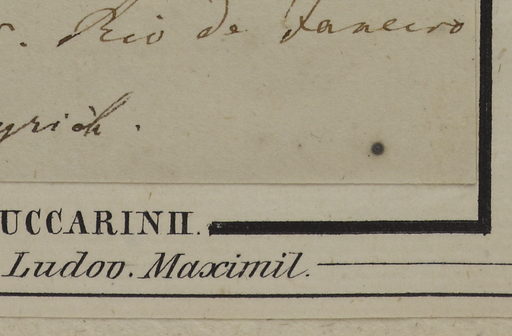 r. Rio de Janeiro
yrich.
UCCARINII.
Ludov. Maximil.